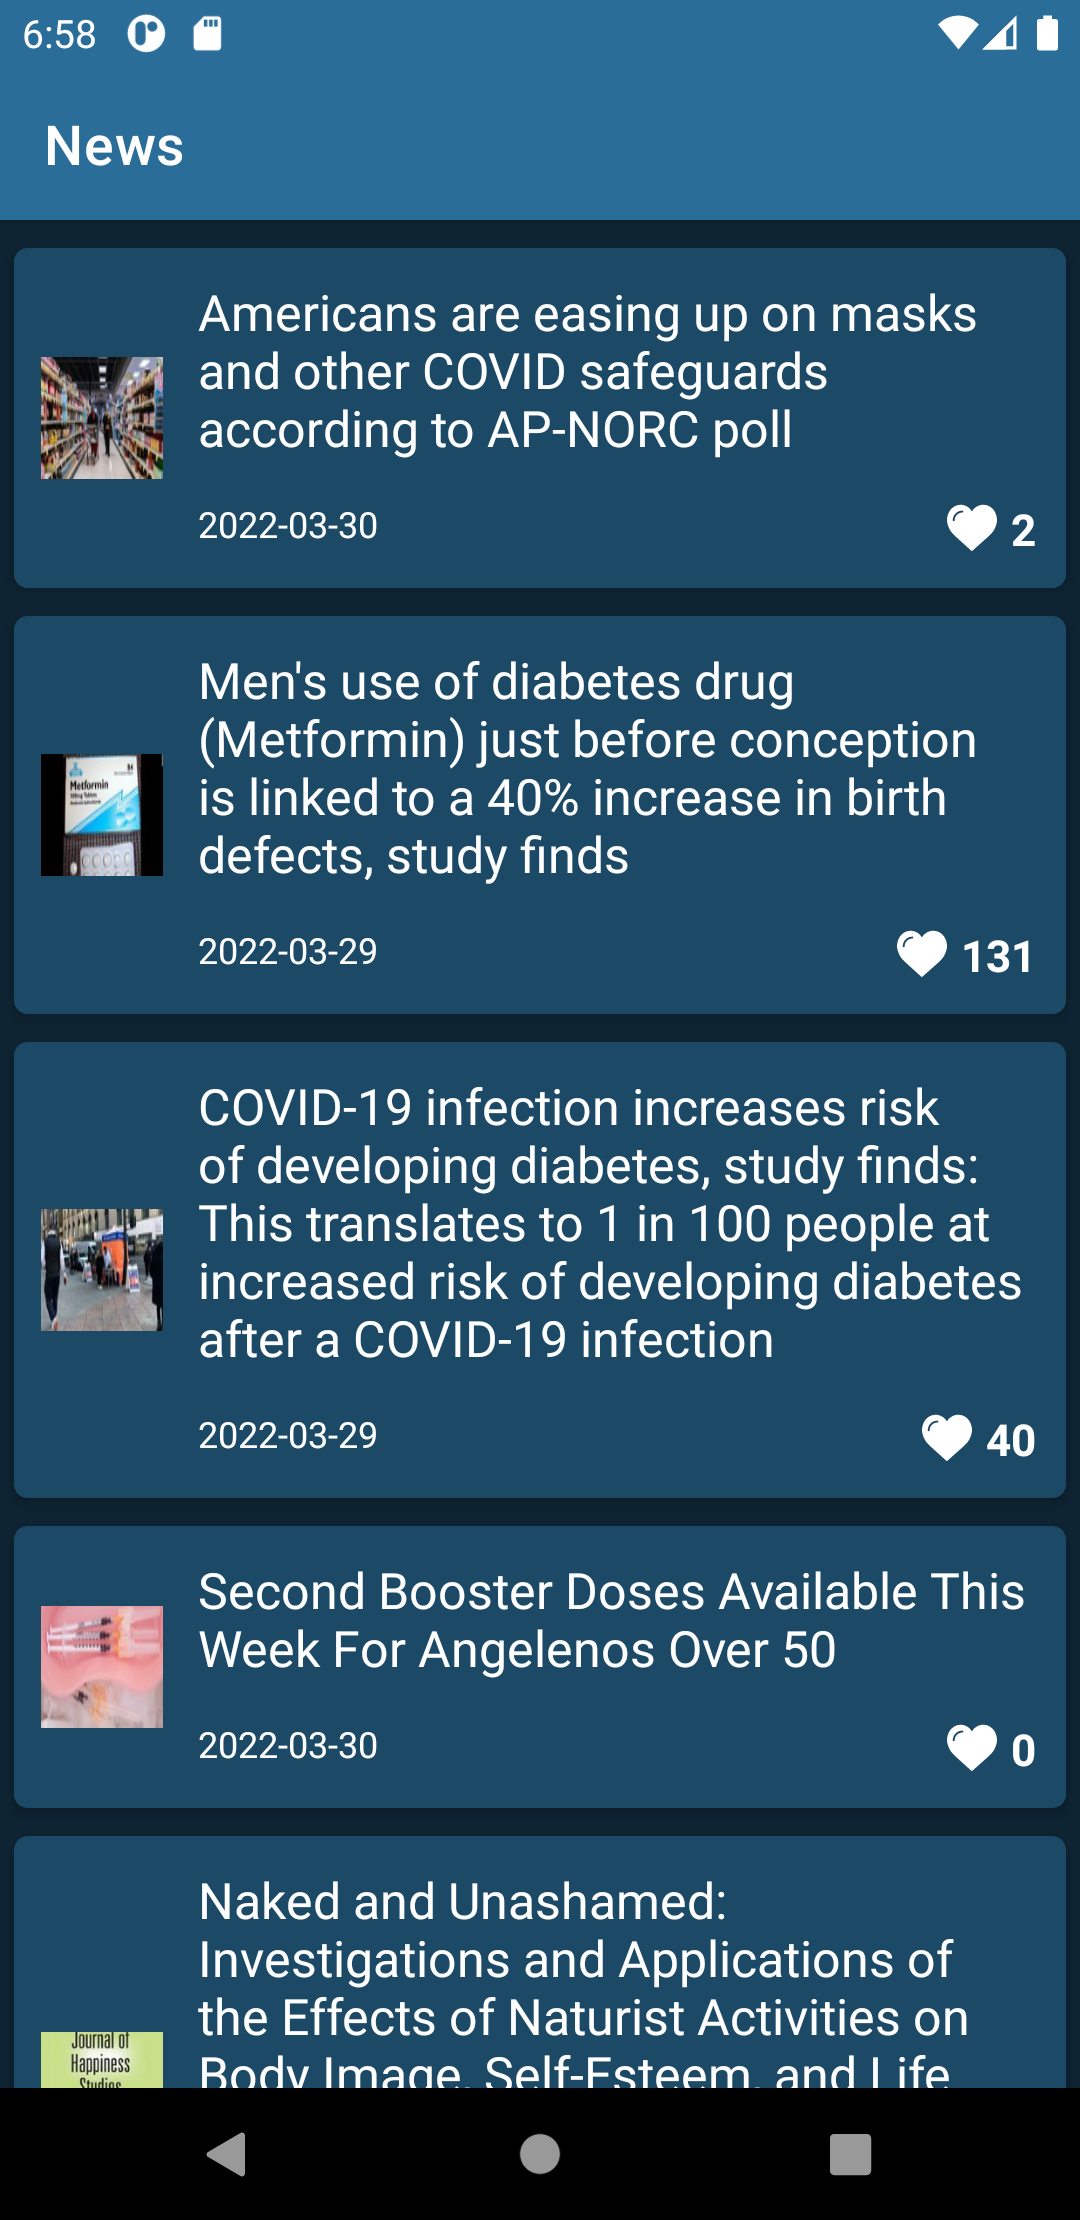 6:58
News
Americans are easing up on masks
and other COVID safeguards
according to AP-NORC poll
2022-03-30
2
Men's use of diabetes drug
(Metformin) just before conception
is linked to a 40% increase in birth
defects, study finds
Metformin
2022-03-29
131
COVID-19 infection increases risk
of developing diabetes, study finds:
This translates to 1 in 100 people at
increased risk of developing diabetes
after a COVID-19 infection
2022-03-29
40
Second Booster Doses Available This
Week For Angelenos Over 50
2022-03-30
0
Naked and Unashamed:
Investigations and Applications of
the Effects of Naturist Activities on
Body Image, Self-Esteem, and Life
Journal of
Happiness
Studies